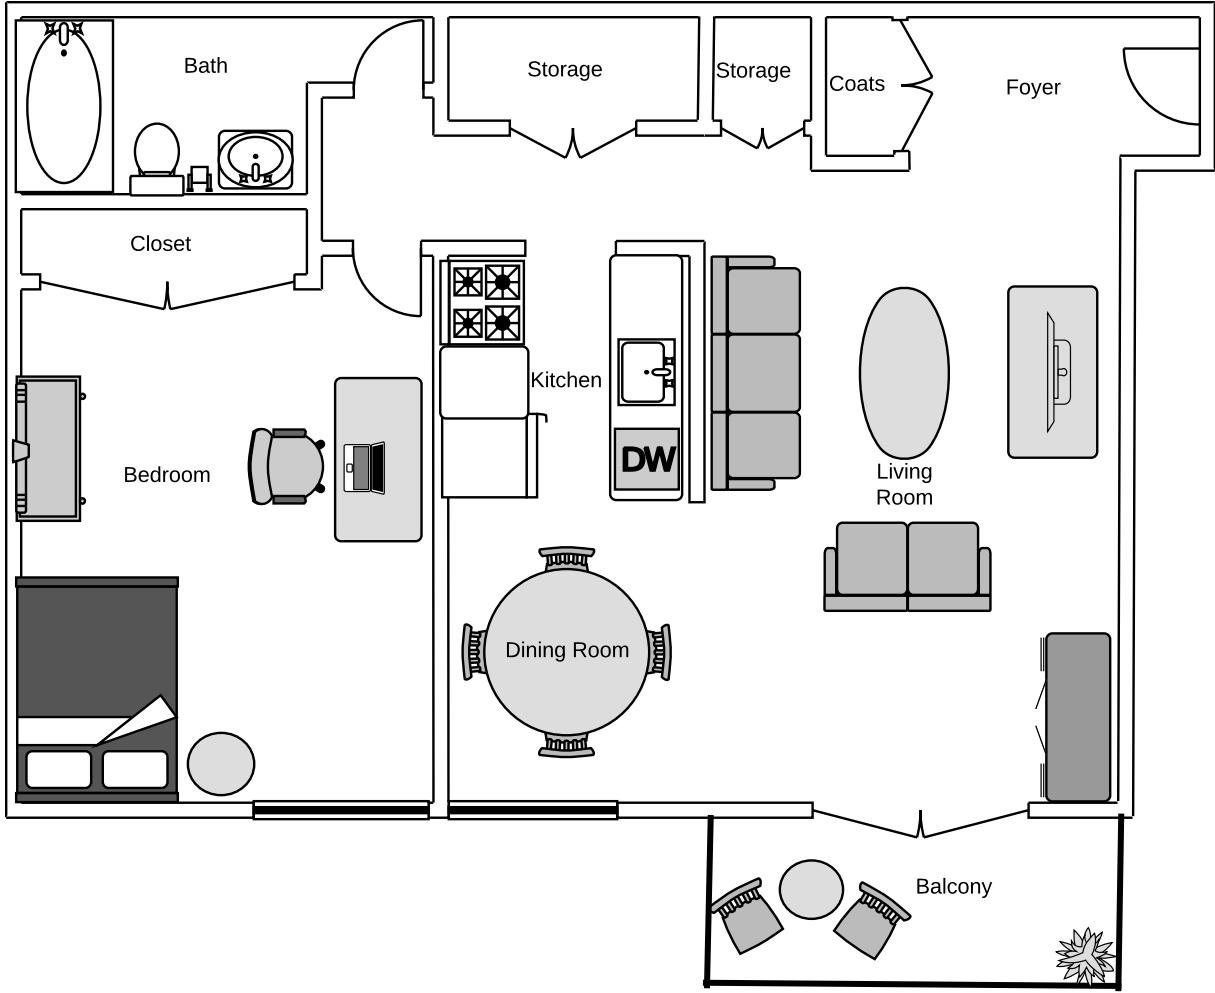 Bath
Storage
Storage
Coats
Foyer
Closet
Kitchen
DW
Bedroom
Living
Room
Dining Room
Balcony